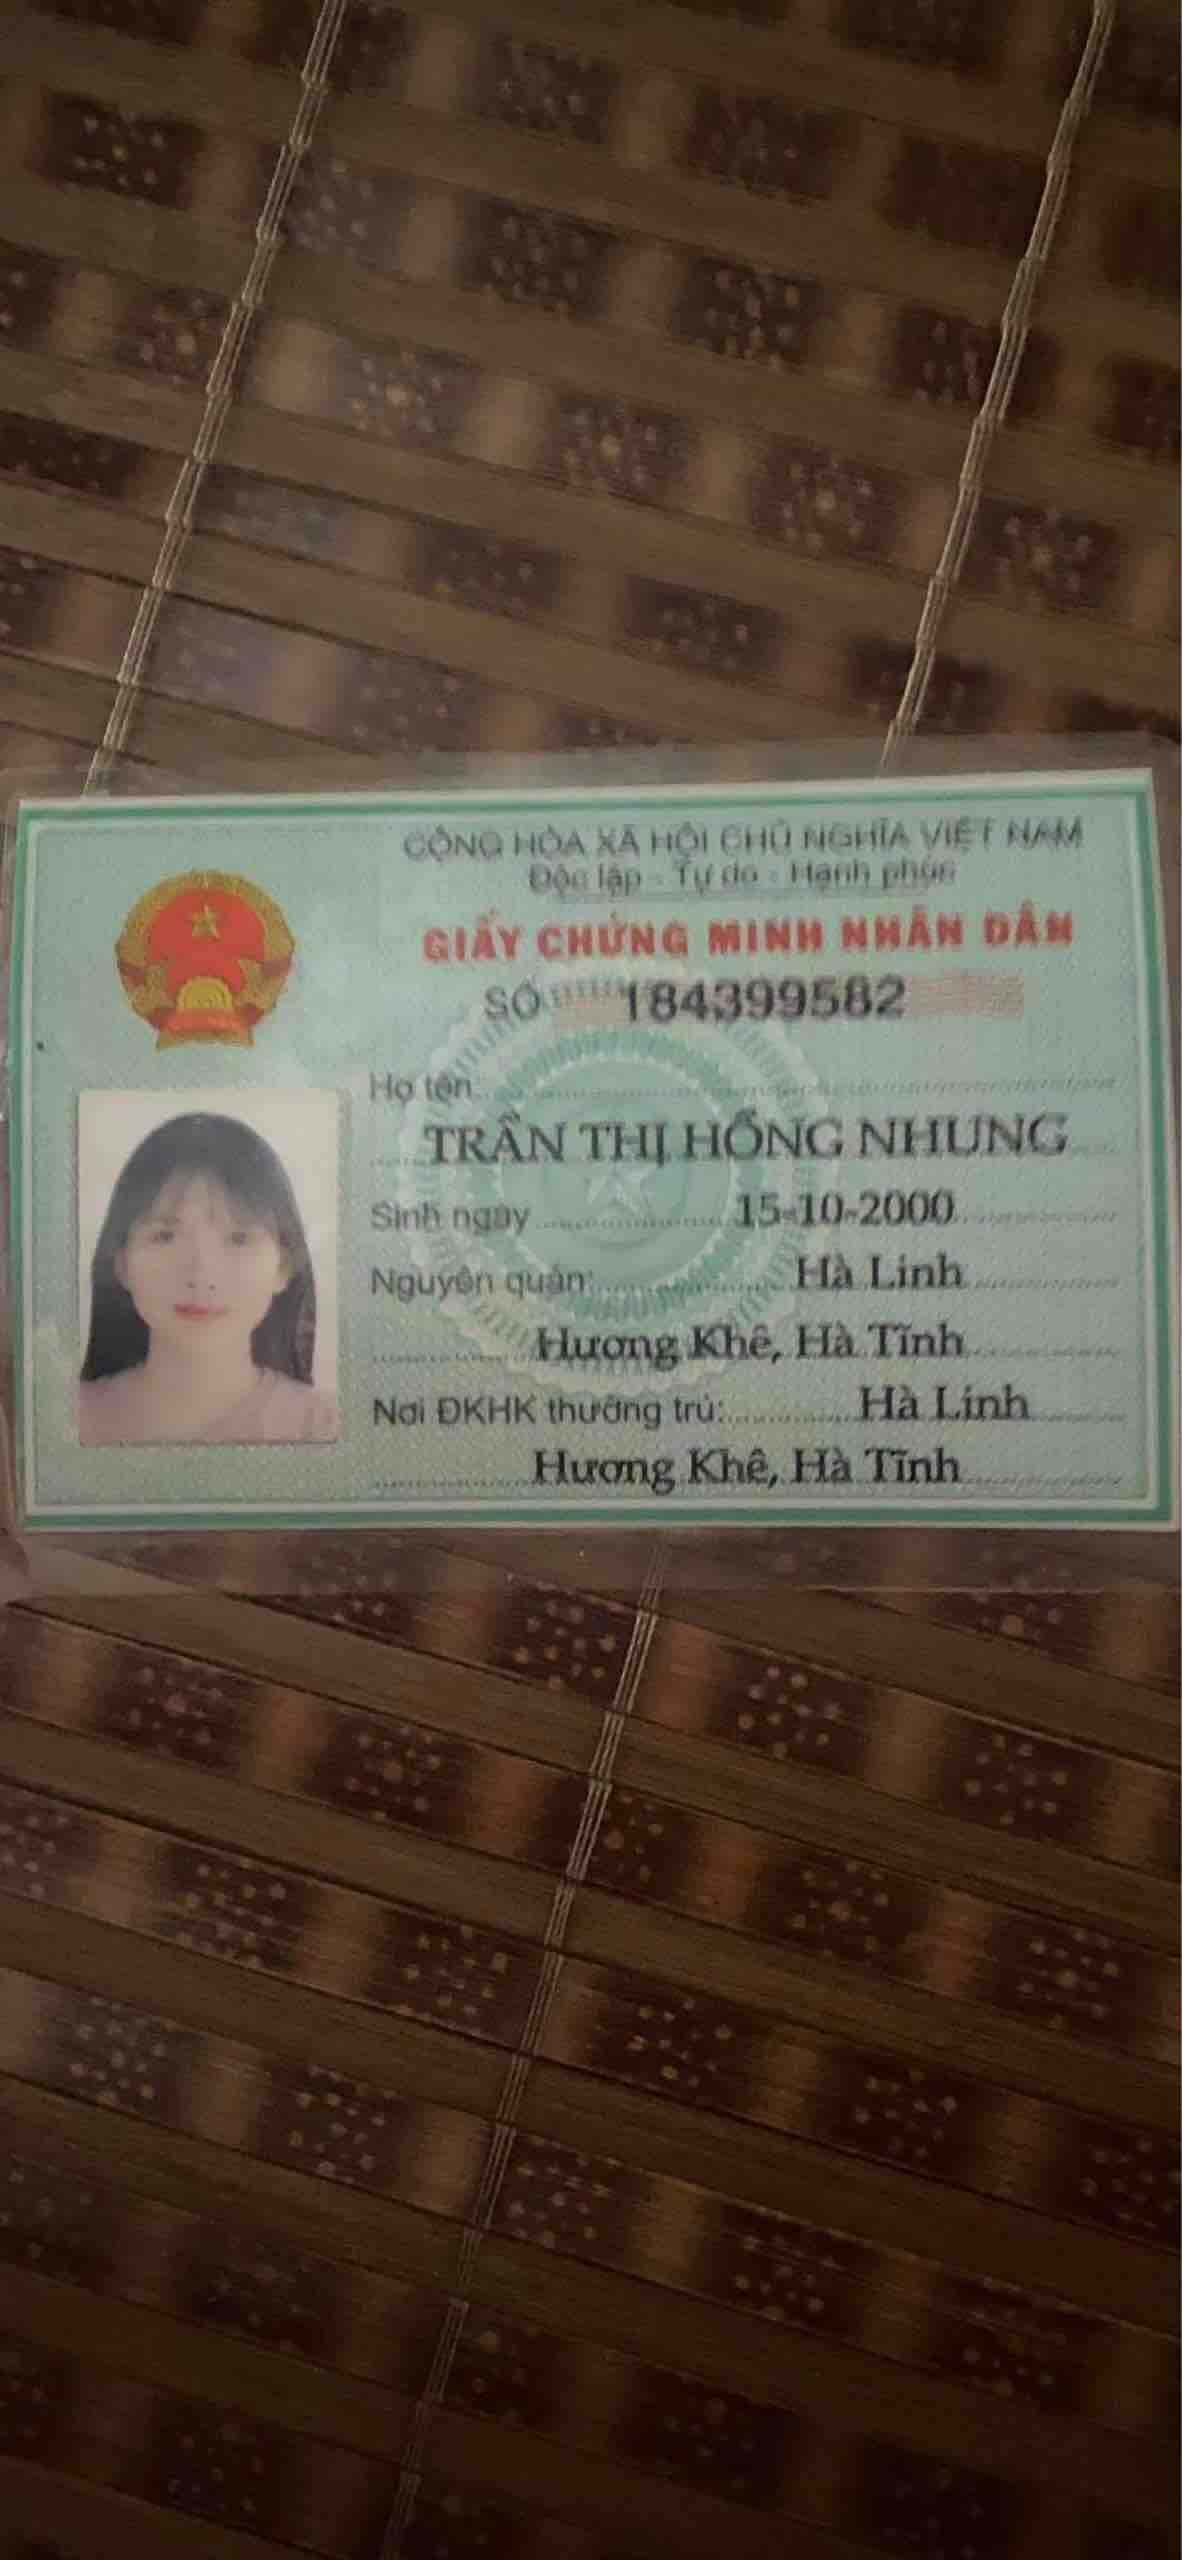 CỘNG HÒA XÃ HỘI CHỦ NGHĨA VIỆT NAM
Độc lập - Tự do - Hạnh phúc
GIẤY CHỨNG MINH NHÂN DÂN
SỐ 184399582
Họ tên:
TRẦN THỊ HỒNG NHUNG
Sinh ngày 15-10-2000
Nguyên quán: Hà Linh
Hương Khê, Hà Tĩnh
Nơi ĐKHK thường trú: Hà Linh
Hương Khê, Hà Tĩnh